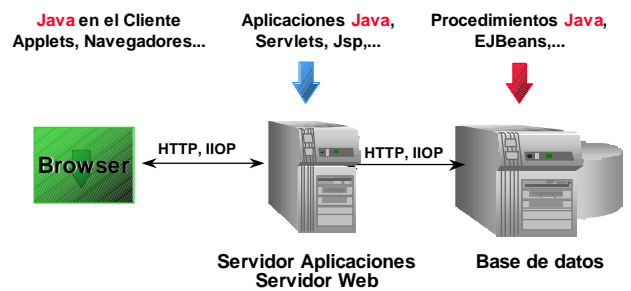 Java en el Cliente
Applets, Navegadores...
Aplicaciones Java,
Servlets, Jsp,...
Procedimientos Java,
EJBeans,...
Browser
HTTP, IIOP
HTTP, IIOP
Servidor Aplicaciones
Servidor Web
Base de datos